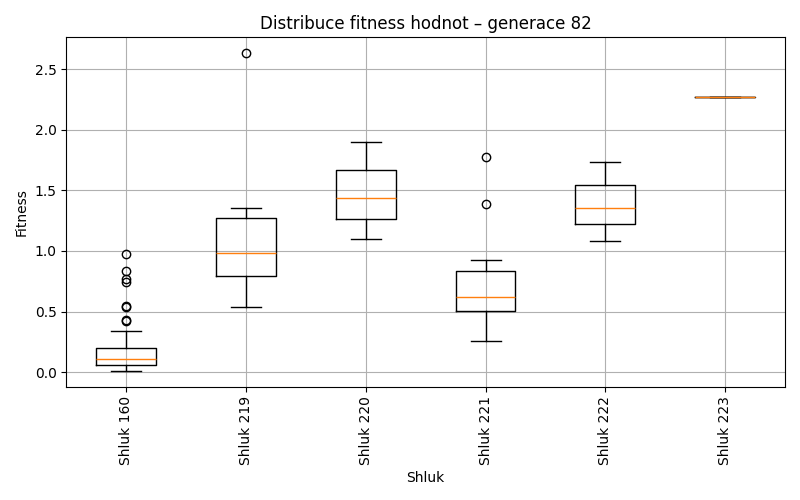 Distribuce fitness hodnot – generace 82
Fitness
2.5
2.0
1.5
1.0
0.5
0.0
Shluk 160
Shluk 219
Shluk 220
Shluk 221
Shluk 222
Shluk 223
Shluk